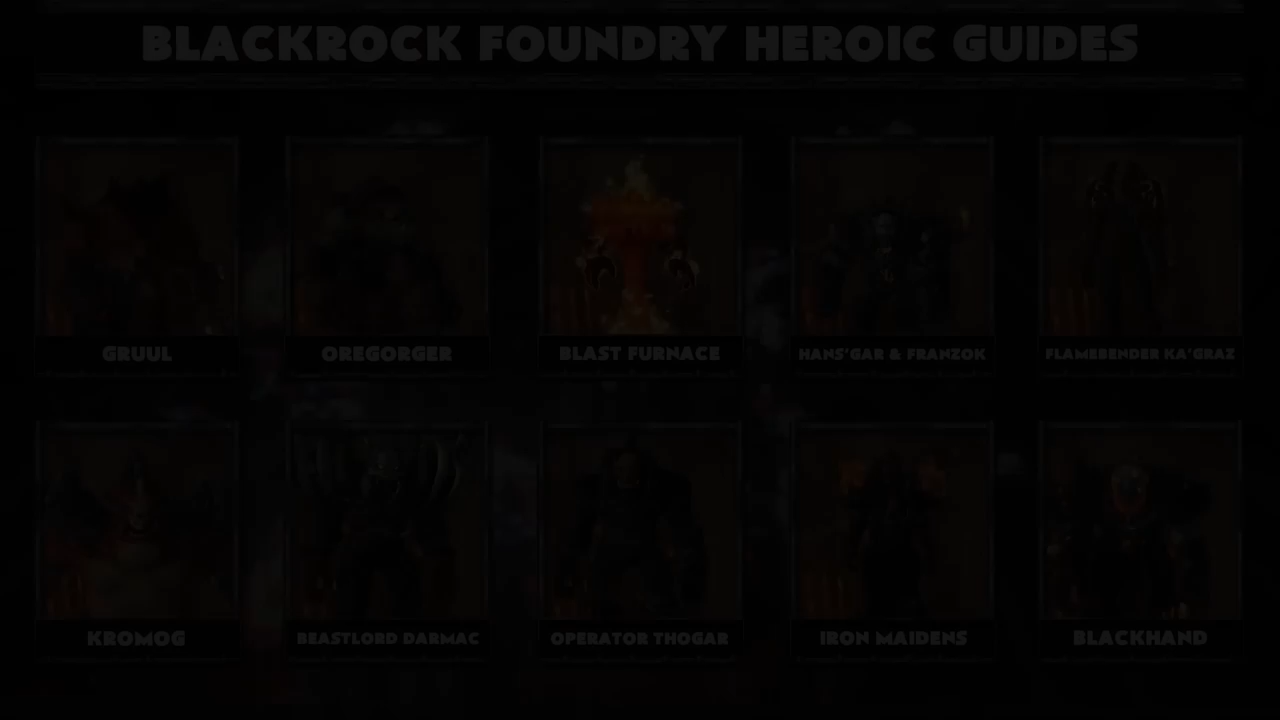 BLACKROCK FOUNDRY HEROIC GUIDES
GRUUL
OREGORGER
BLAST FURNACE
HANS'GAR & FRANZOK
FLAMEBENDER KA'GRAZ
KROMOG
BEASTLORD DARMAC
OPERATOR THOGAR
IRON MAIDENS
BLACKHAND